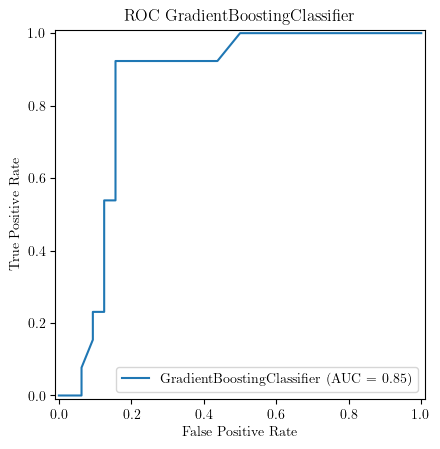 ROC GradientBoostingClassifier
True Positive Rate
1.0
0.8
0.6
0.4
0.2
0.0
GradientBoostingClassifier (AUC = 0.85)
0.0 0.2 0.4 0.6 0.8 1.0
False Positive Rate